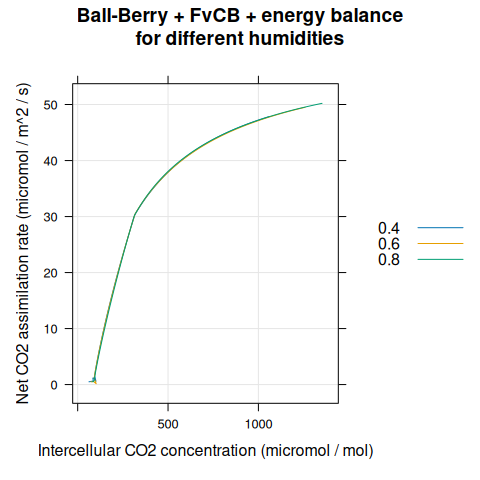 Ball-Berry + FvCB + energy balance
for different humidities
Net CO2 assimilation rate (micromol / m^2 / s)
50
40
30
20
10
0
500
1000
Intercellular CO2 concentration (micromol / mol)
0.4
0.6
0.8